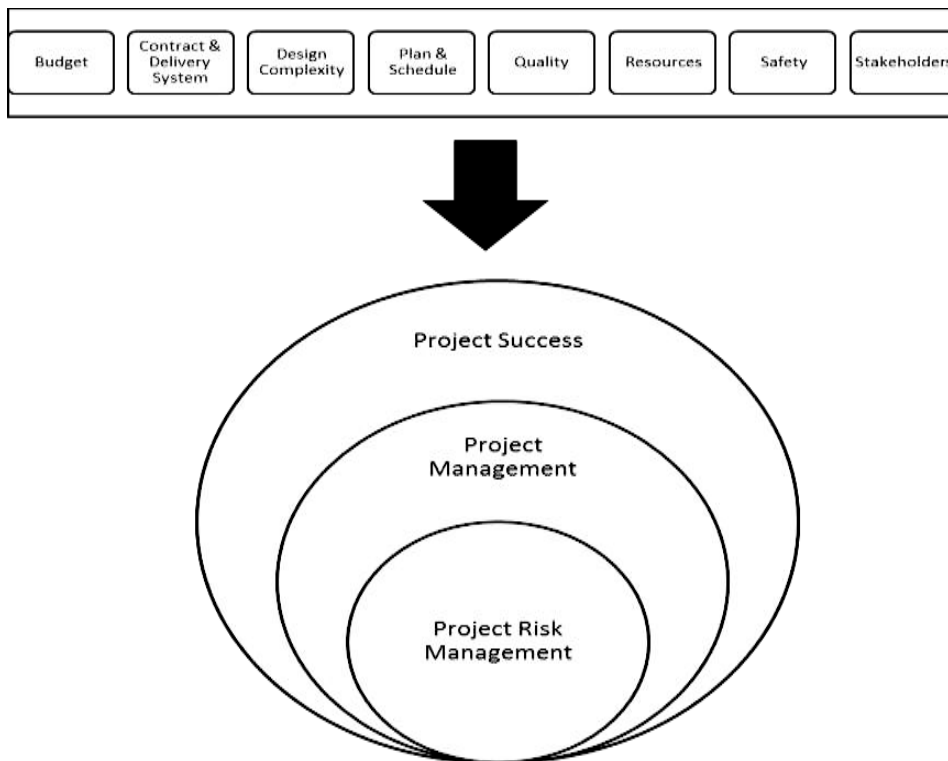 Budget
Contract &
Delivery
System
Design
Complexity
Plan &
Schedule
Quality
Resources
Safety
Stakeholders
Project Success
Project
Management
Project Risk
Management